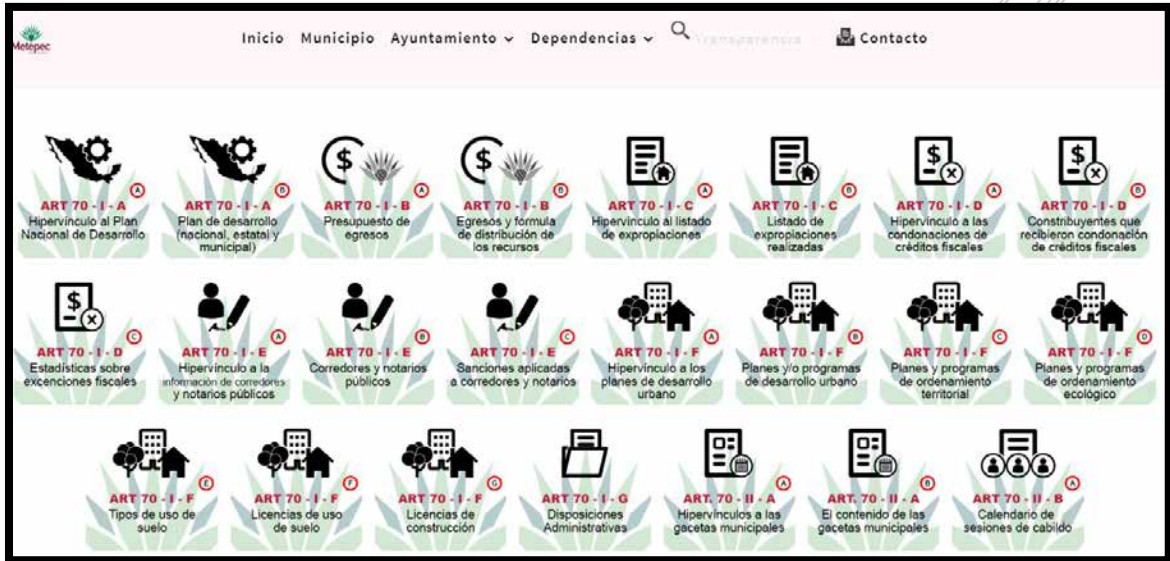 Metepec
Inicio Municipio Ayuntamiento Dependencias Transparencia Contacto
A B A B A B A B
ART 70 - I - A ART 70 - I - A ART 70 - I - B ART 70 - I - B ART 70 - I - C ART 70 - I - C ART 70 - I - D ART 70 - I - D
Hipervínculo al Plan Plan de desarrollo Presupuesto de Egresos y formula Hipervinculo al listado Listado de Hipervínculo a las Constribuyentes que
Nacional de Desarrollo (nacional, estatal y egresos de distribución de de expropiaciones expropiaciones condonaciones de recibieron condonación
municipal) los recursos realizadas créditos fiscales de créditos fiscales
C A B C A B C D
ART 70 - I - D ART 70 - I - E ART 70 - I - E ART 70 - I - E ART 70 - I - F ART 70 - I - F ART 70 - I - F ART 70 - I - F
Estadísticas sobre Hipervínculo a la Corredores y notarios Sanciones aplicadas Hipervínculo a los Planes y/o programas Planes y programas Planes y programas
excenciones fiscales información de corredores públicos a corredores y notarios planes de desarrollo de desarrollo urbano de ordenamiento de ordenamiento
y notarios públicos urbano territorial ecológico
E F G A B A
ART 70 - I - F ART 70 - I - F ART 70 - I - F ART 70 - I - G ART. 70 - II - A ART. 70 - II - A ART 70 - II - B
Tipos de uso de Licencias de uso Licencias de Disposiciones Hipervínculos a las El contenido de las Calendario de
suelo de suelo construcción Administrativas gacetas municipales gacetas municipales sesiones de cabildo